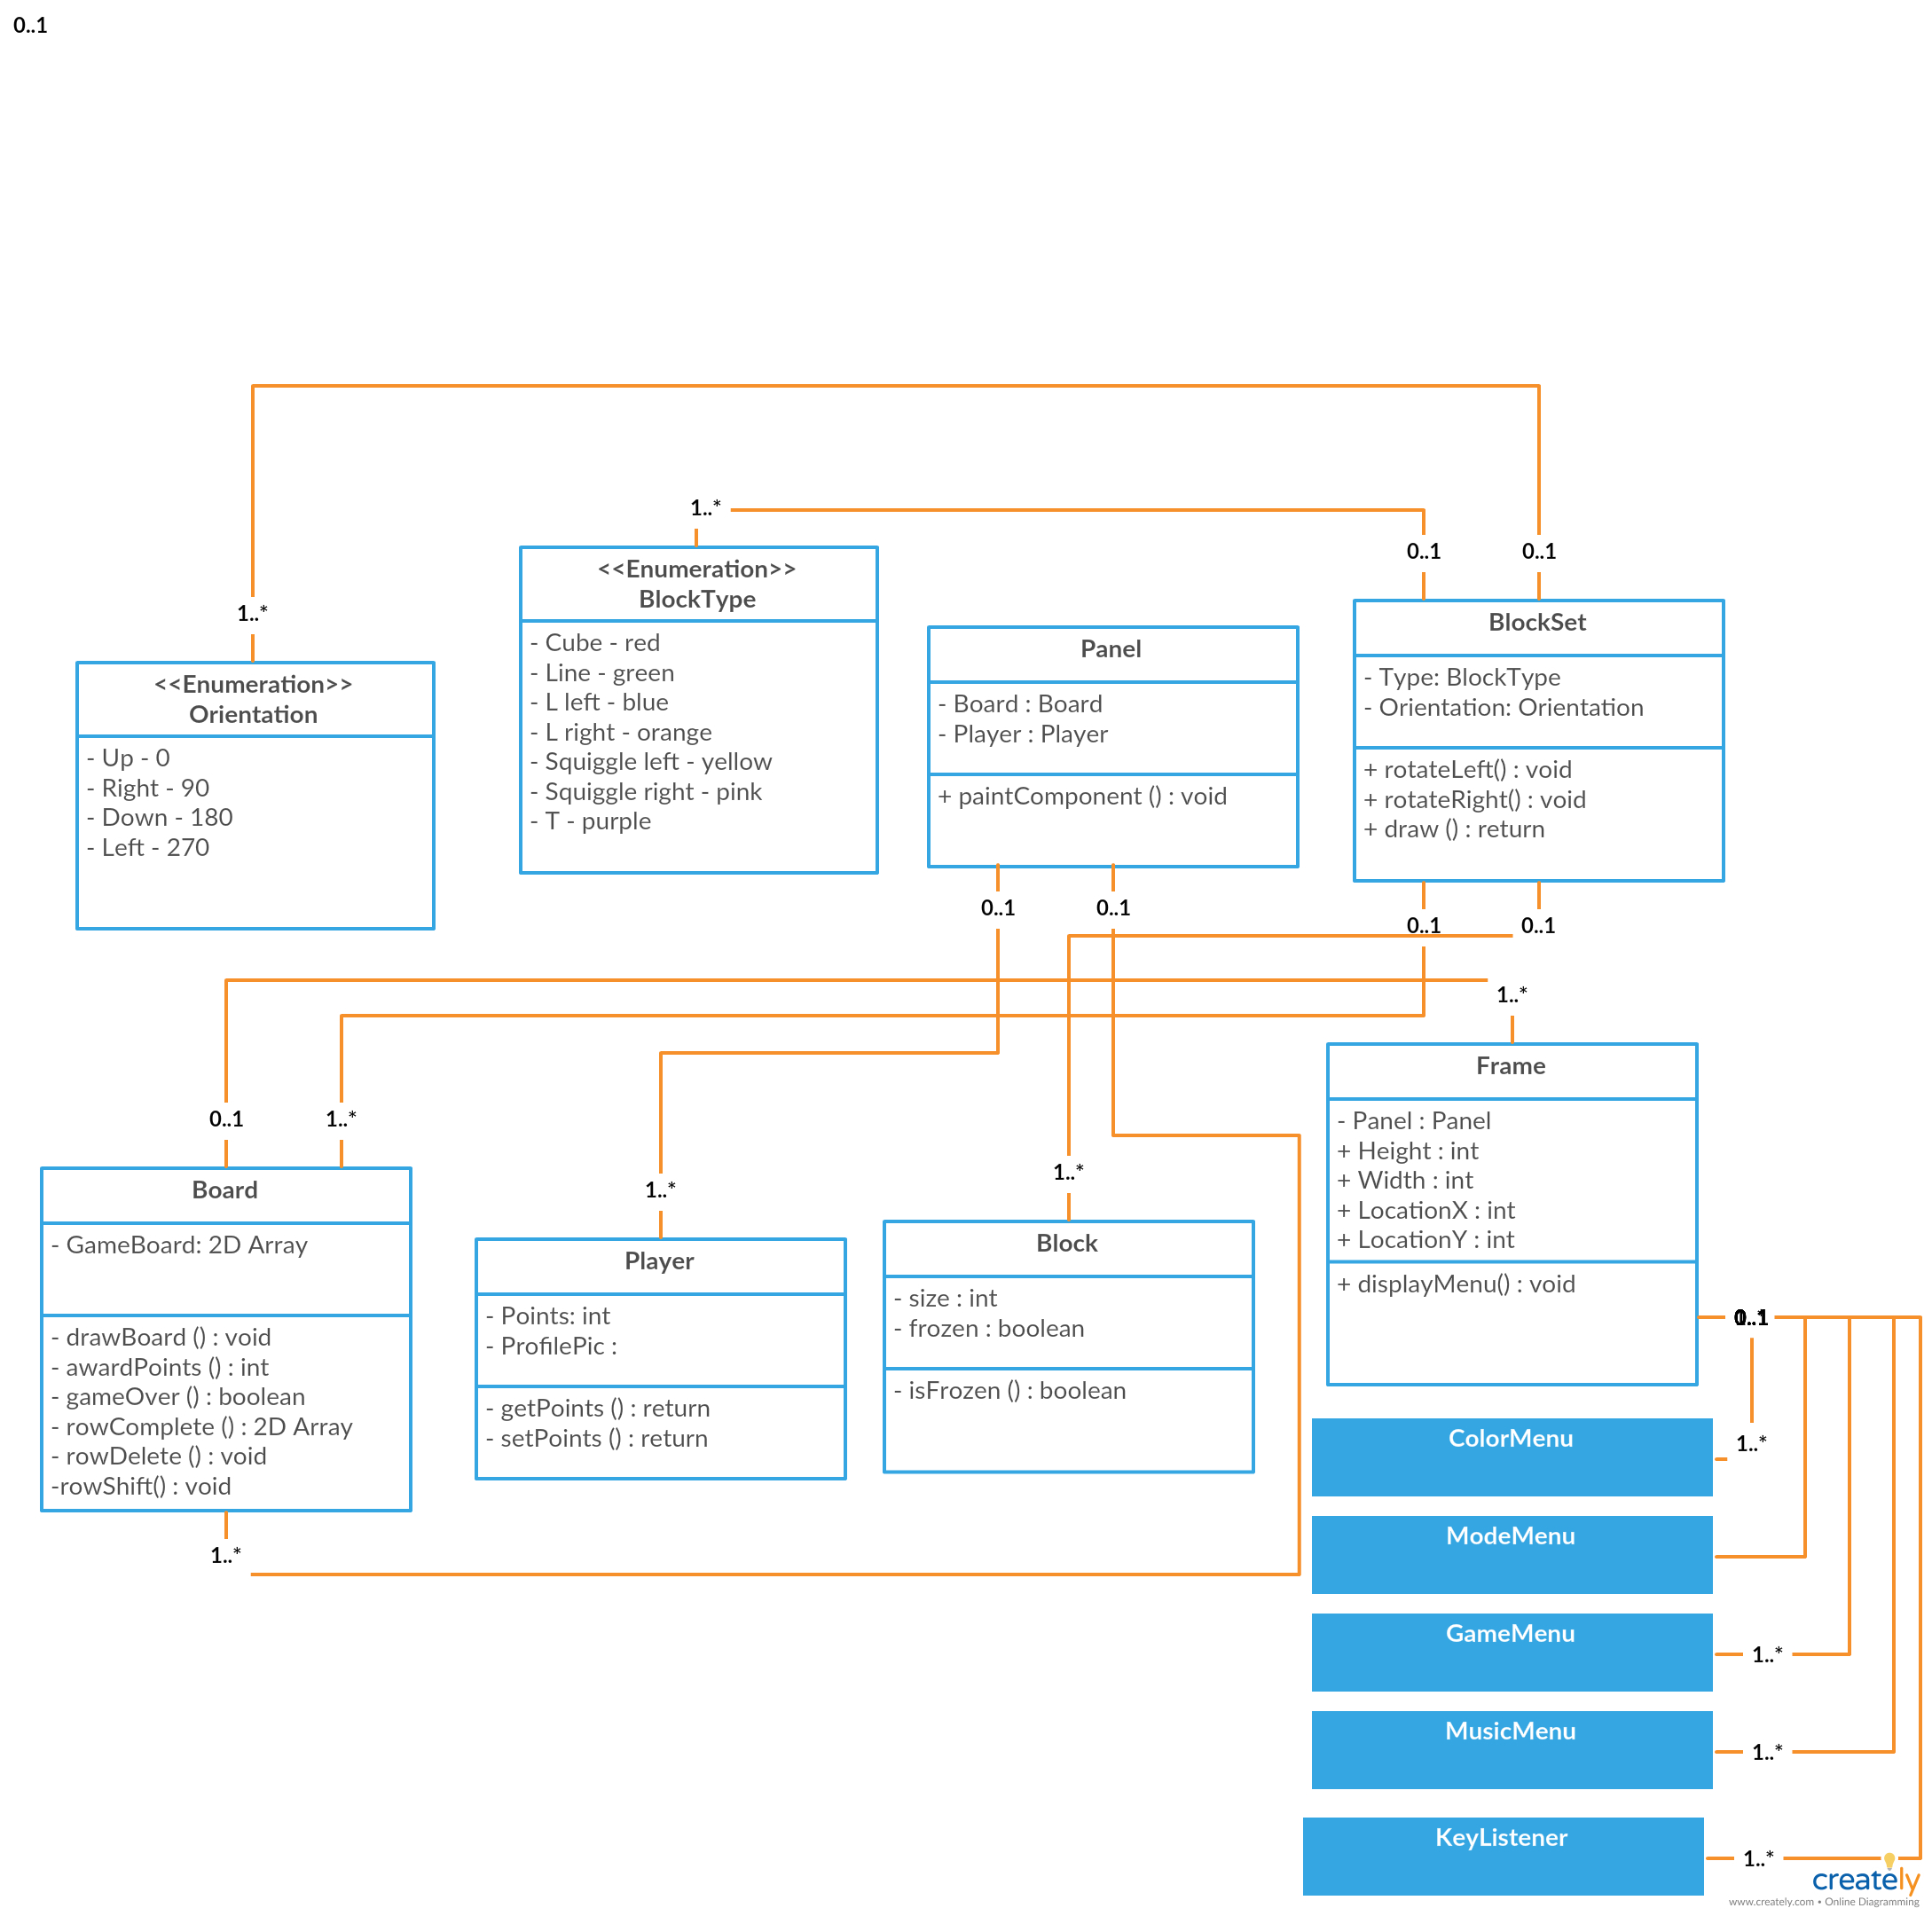 0..1
1..*
0..1
0..1
1..*
<<Enumeration>>
Orientation
- Up - 0
- Right - 90
- Down - 180
- Left - 270
<<Enumeration>>
BlockType
- Cube - red
- Line - green
- L left - blue
- L right - orange
- Squiggle left - yellow
- Squiggle right - pink
- T - purple
Panel
- Board : Board
- Player : Player
+ paintComponent () : void
BlockSet
- Type: BlockType
- Orientation: Orientation
+ rotateLeft() : void
+ rotateRight() : void
+ draw () : return
0..1
0..1
0..1
0..1
1..*
0..1
1..*
1..*
1..*
Board
- GameBoard: 2D Array
- drawBoard () : void
- awardPoints () : int
- gameOver () : boolean
- rowComplete () : 2D Array
- rowDelete () : void
-rowShift() : void
1..*
Player
- Points: int
- ProfilePic :
- getPoints () : return
- setPoints () : return
Block
- size : int
- frozen : boolean
- isFrozen () : boolean
Frame
- Panel : Panel
+ Height : int
+ Width : int
+ LocationX : int
+ LocationY : int
+ displayMenu() : void
ColorMenu
1..*
ModeMenu
GameMenu
1..*
MusicMenu
1..*
KeyListener
1..*
creately
www.creately.com • Online Diagramming